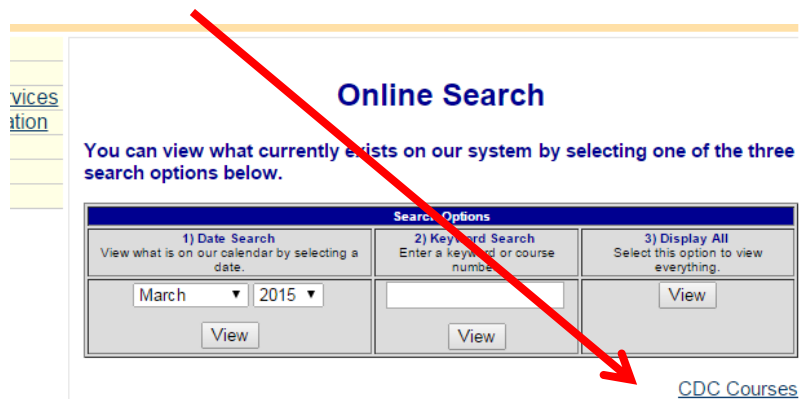 vices
ation
Online Search
You can view what currently exists on our system by selecting one of the three
search options below.
Search Options
1) Date Search
View what is on our calendar by selecting a
date.
2) Keyword Search
Enter a keyword or course
number.
3) Display All
Select this option to view
everything.
March 2015
View
View
View
CDC Courses